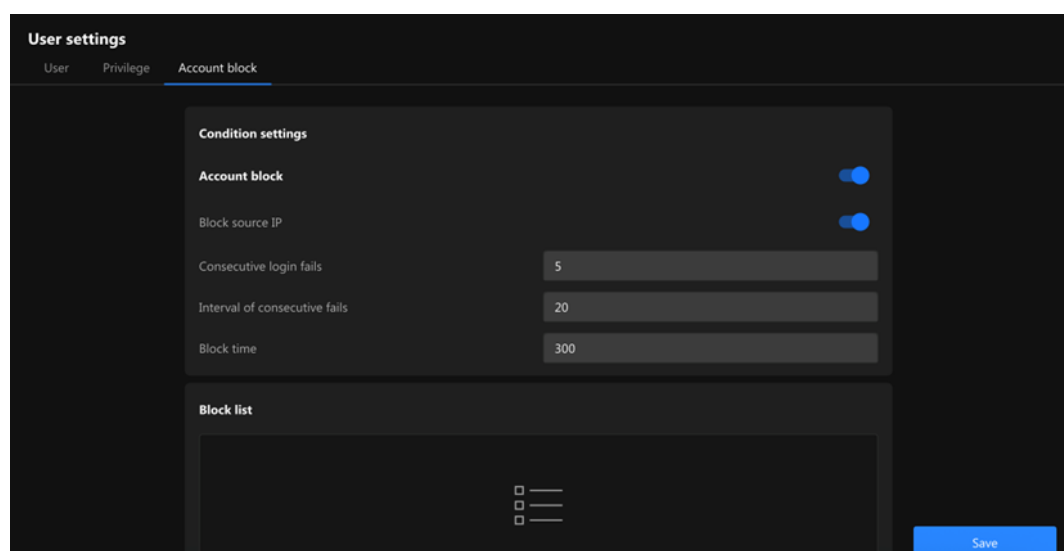 User settings
User Privilege Account block
Condition settings
Account block
Block source IP
Consecutive login fails 5
Interval of consecutive fails 20
Block time 300
Block list
Save